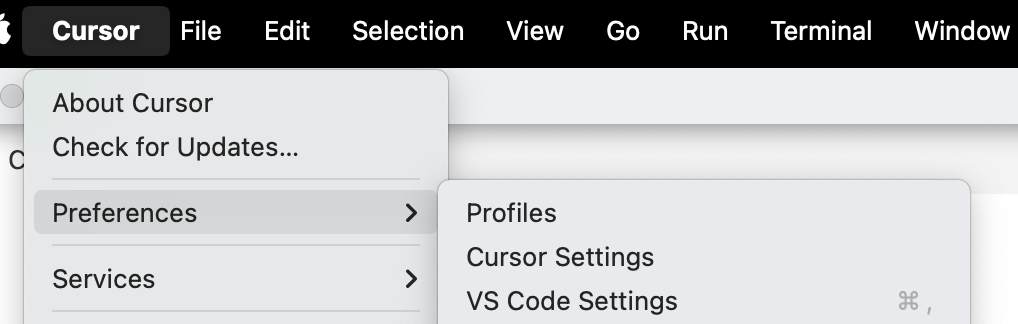 Cursor File Edit Selection View Go Run Terminal Window
About Cursor
Check for Updates...
Preferences
Profiles
Cursor Settings
Services
VS Code Settings ⌘ ,